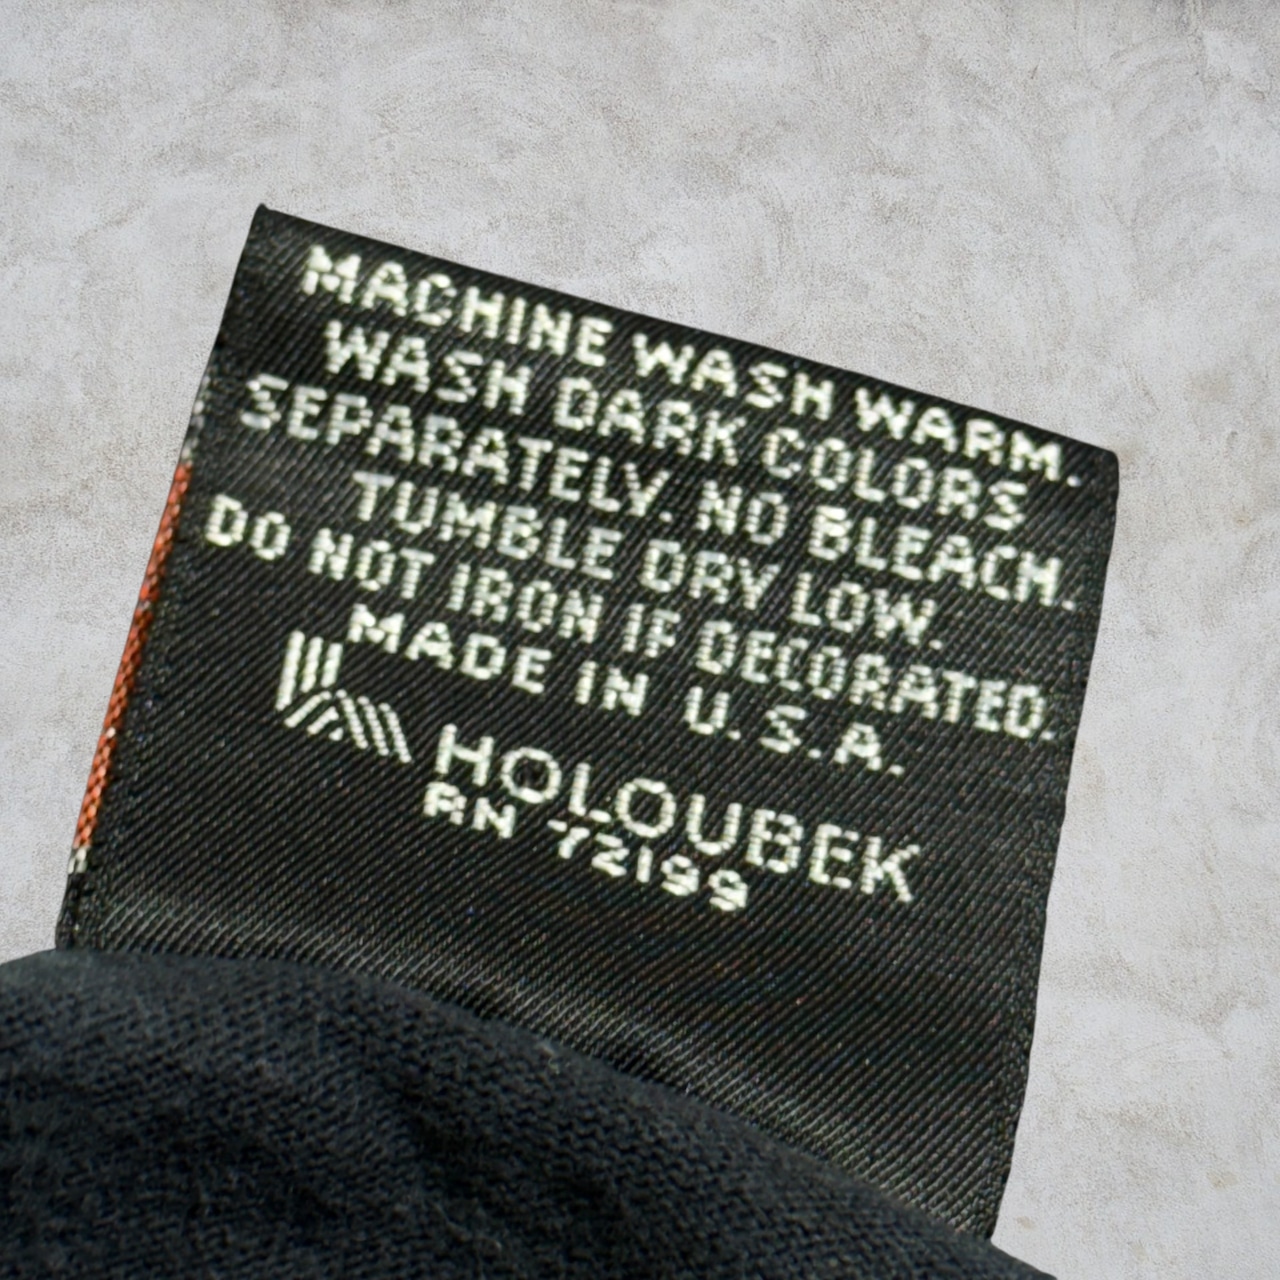 MACHINE WASH WARM.
WASH DARK COLORS
SEPARATELY. NO BLEACH.
TUMBLE DRY LOW.
DO NOT IRON IF DECORATED.
MADE IN U.S.A.
HOLOUBEK
RN 72199